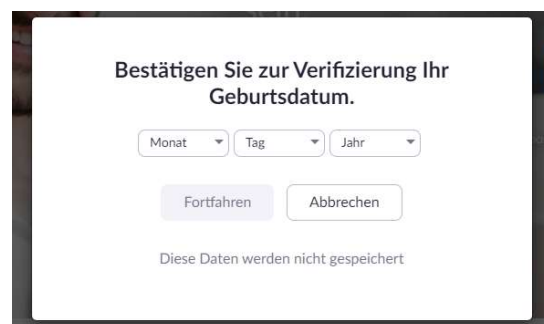 Bestätigen Sie zur Verifizierung Ihr
Geburtsdatum.
Monat Tag Jahr
Fortfahren Abbrechen
Diese Daten werden nicht gespeichert